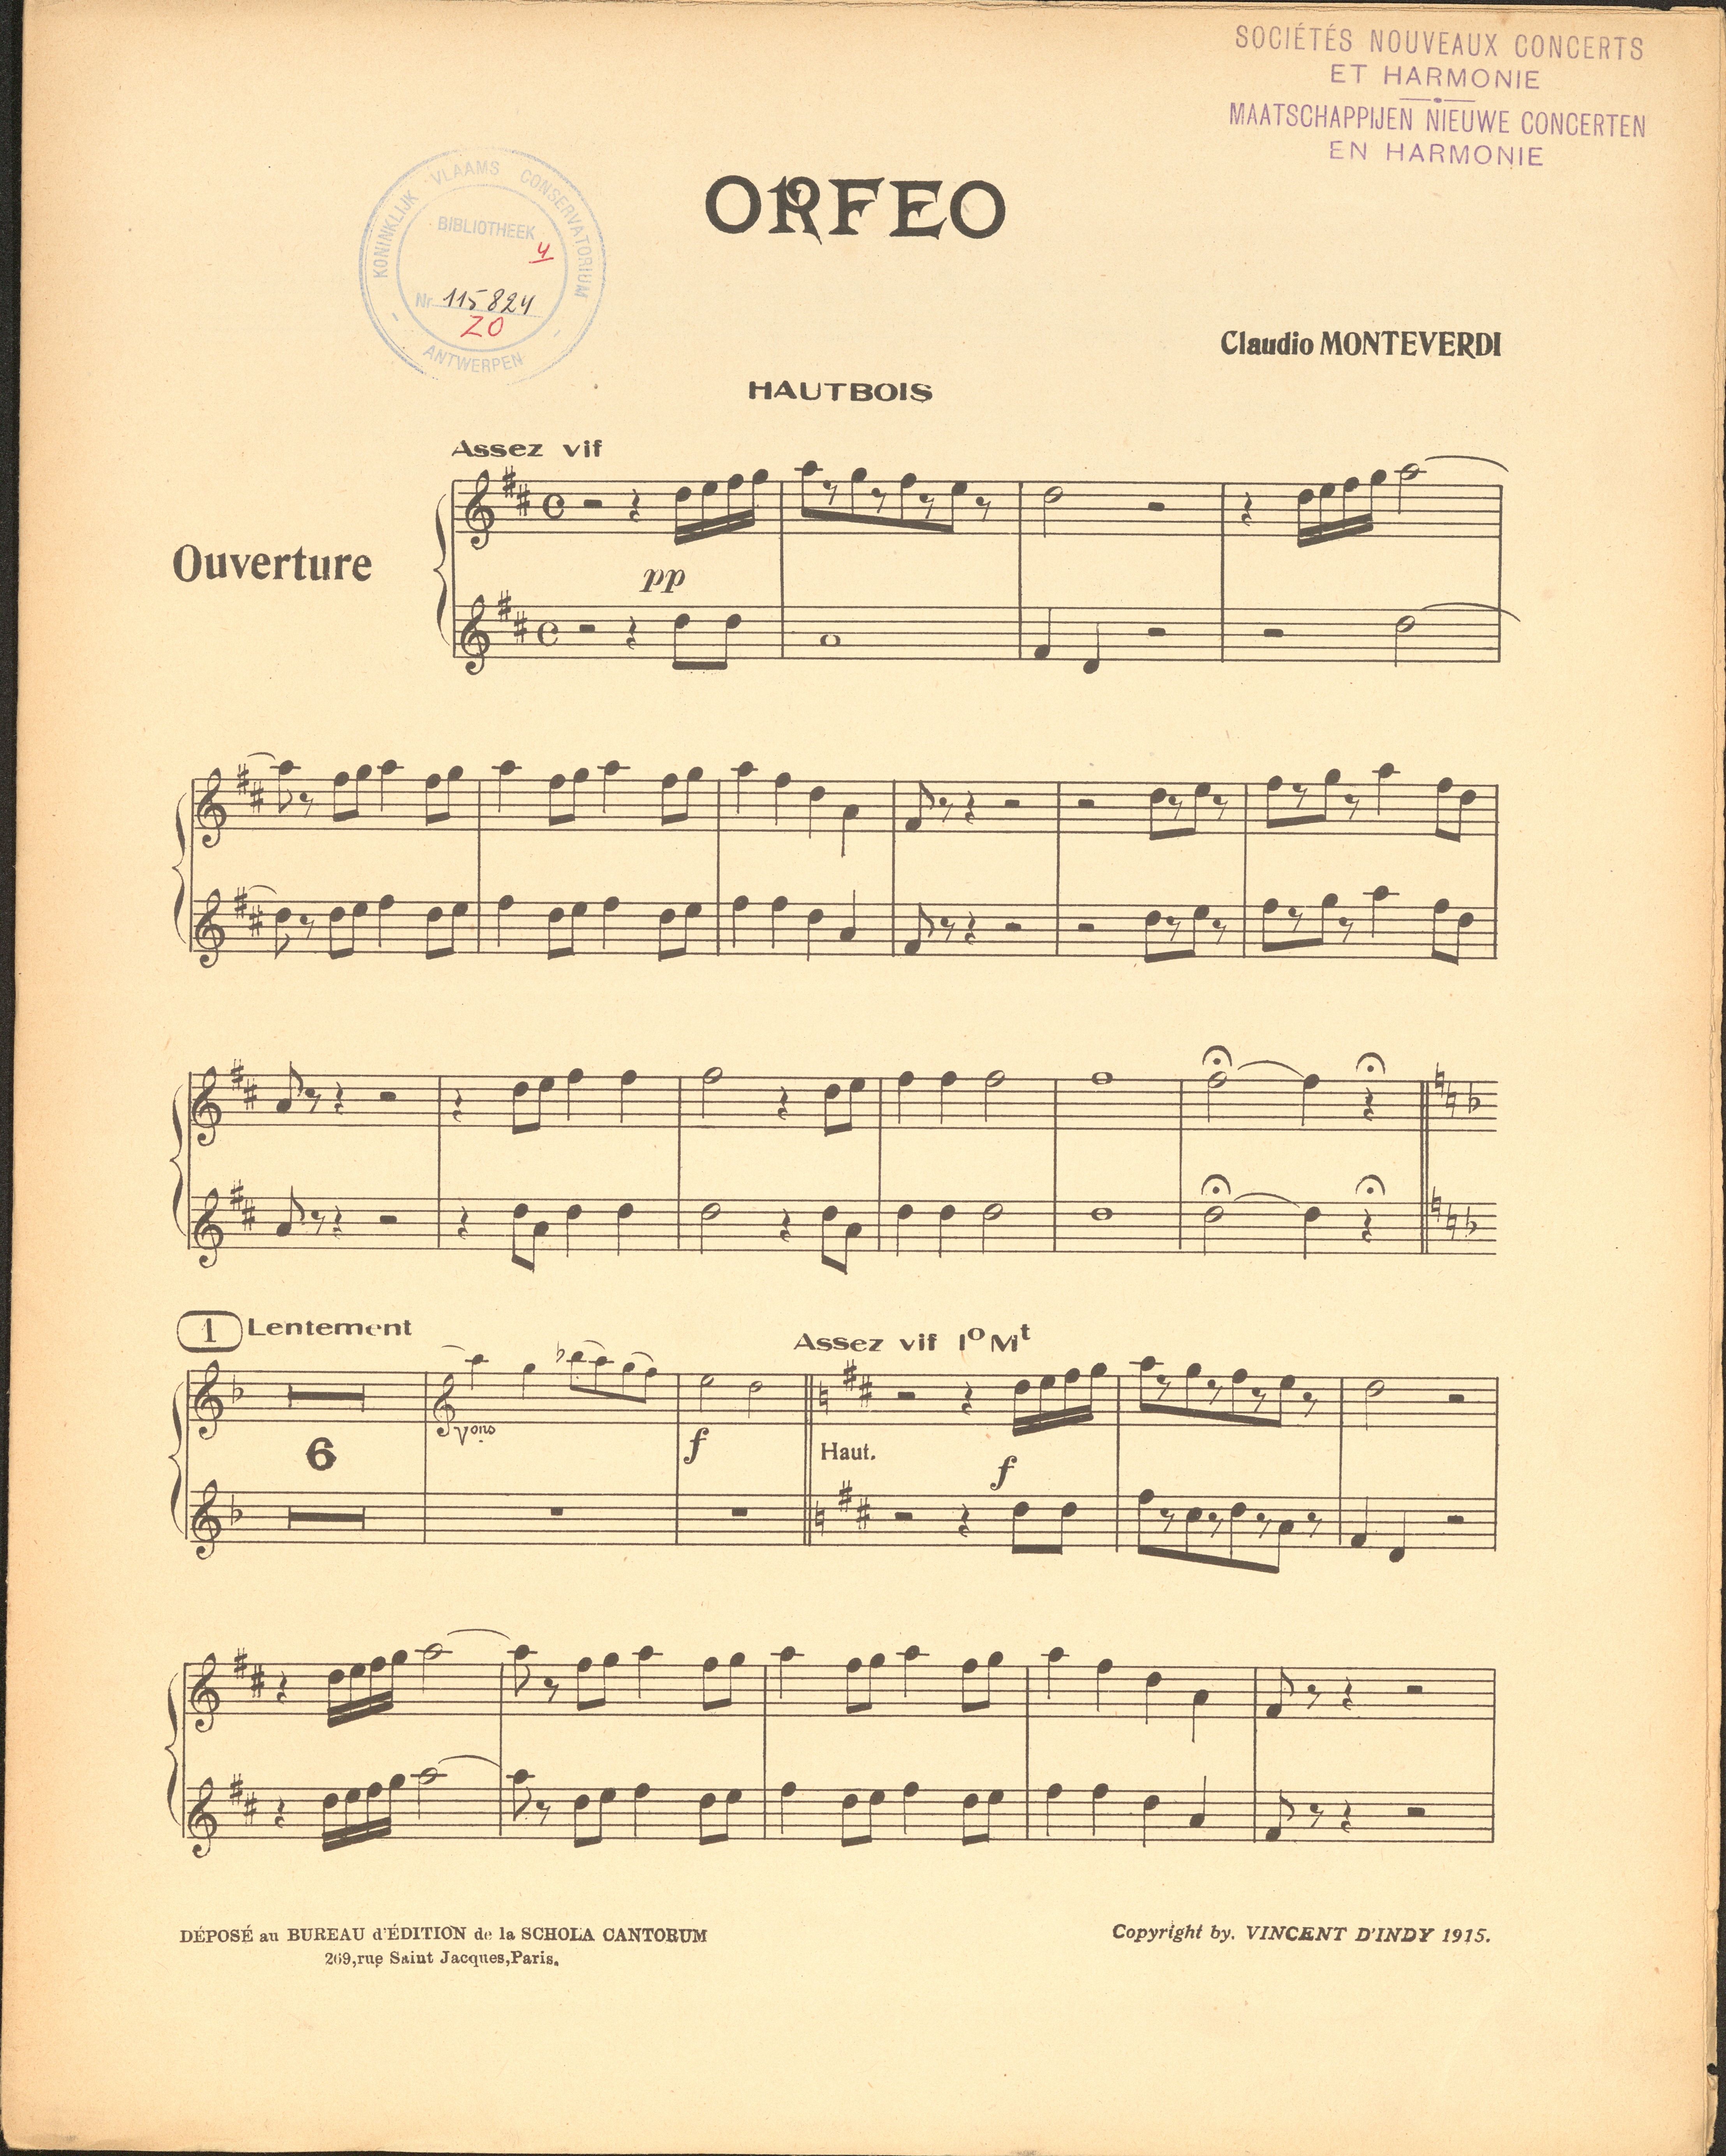 SOCIÉTÉS NOUVEAUX CONCERTS
ET HARMONIE
MAATSCHAPPIJEN NIEUWE CONCERTEN
EN HARMONIE
KONINKLIJK VLAAMS CONSERVATORIUM
- ANTWERPEN -
BIBLIOTHEEK
4
Nr. 115824
ZO
ORFEO
Claudio MONTEVERDI
HAUTBOIS
Assez vif
Ouverture
pp
1 Lentement
Assez vif 1º Mt
6
f
Haut.
f
DÉPOSÉ au BUREAU d'ÉDITION de la SCHOLA CANTORUM
269,rue Saint Jacques,Paris.
Copyright by. VINCENT D'INDY 1915.